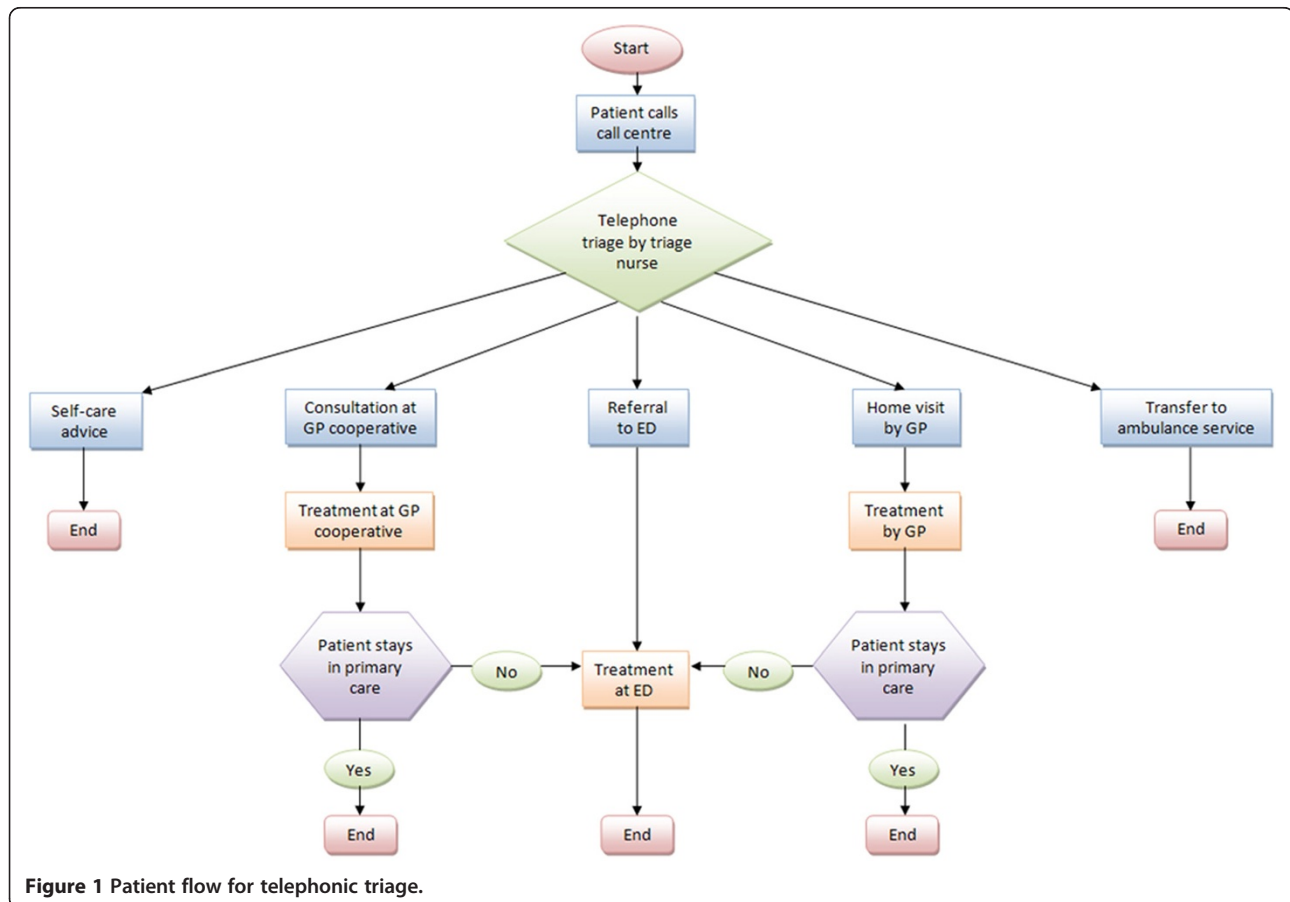 Start
Patient calls
call centre
Telephone
triage by triage
nurse
Self-care
advice
Consultation at
GP cooperative
Referral
to ED
Home visit
by GP
Transfer to
ambulance service
End
Treatment at GP
cooperative
Treatment
by GP
End
Patient stays
in primary
care
No
Treatment
at ED
No
Patient stays
in primary
care
Yes
Yes
End
End
End
Figure 1 Patient flow for telephonic triage.